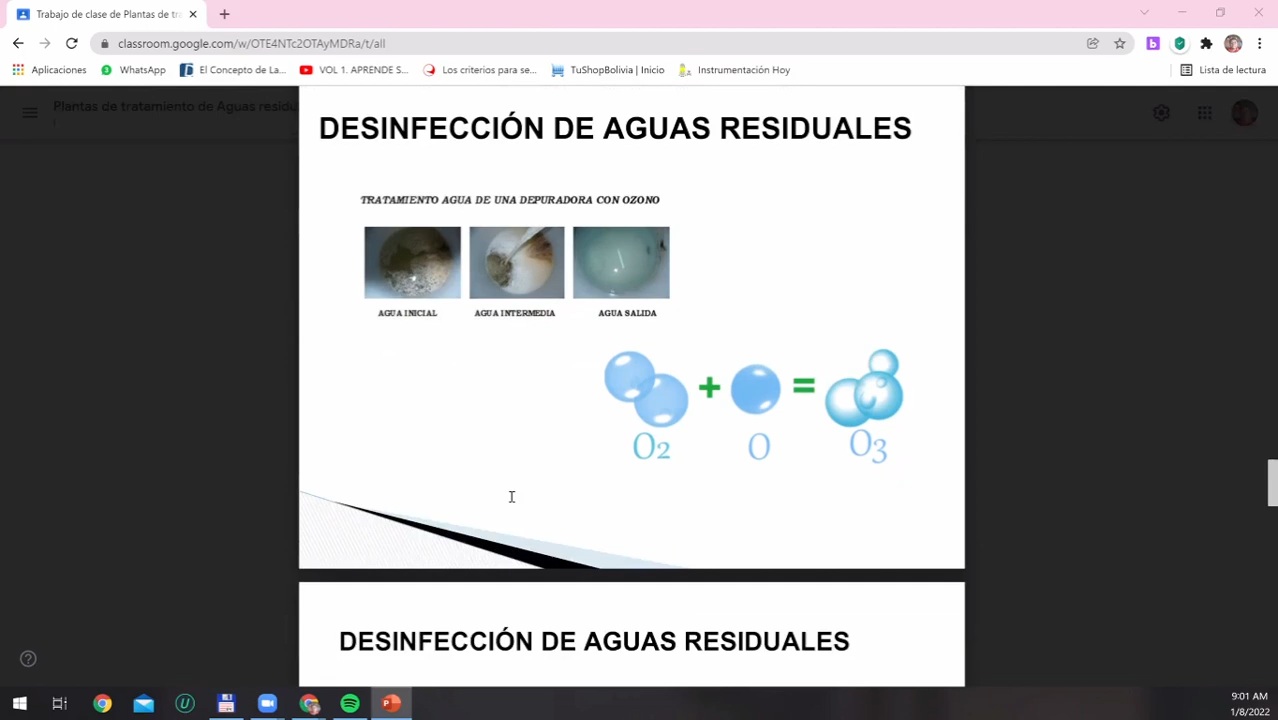 Trabajo de clase de Plantas de tr
classroom.google.com/w/OTE4NTc2OTAyMDRa/t/all
Aplicaciones
WhatsApp
El Concepto de La...
VOL 1. APRENDE S...
Los criterios para se...
TuShopBolivia | Inicio
Instrumentación Hoy
Lista de lectura
Plantas de tratamiento de Aguas residu
DESINFECCIÓN DE AGUAS RESIDUALES
TRATAMIENTO AGUA DE UNA DEPURADORA CON OZONO
AGUA INICIAL
AGUA INTERMEDIA
AGUA SALIDA
+ =
O2 O O3
DESINFECCIÓN DE AGUAS RESIDUALES
9:01 AM
1/8/2022